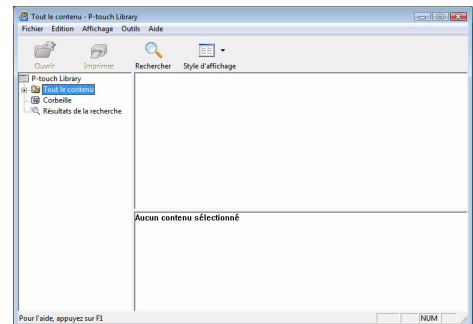 Tout le contenu - P-touch Library
Fichier Edition Affichage Outils Aide
Ouvrir Imprimer Rechercher Style d'affichage
P-touch Library
Tout le contenu
Corbeille
Résultats de la recherche
Aucun contenu sélectionné
Pour l'aide, appuyez sur F1 NUM